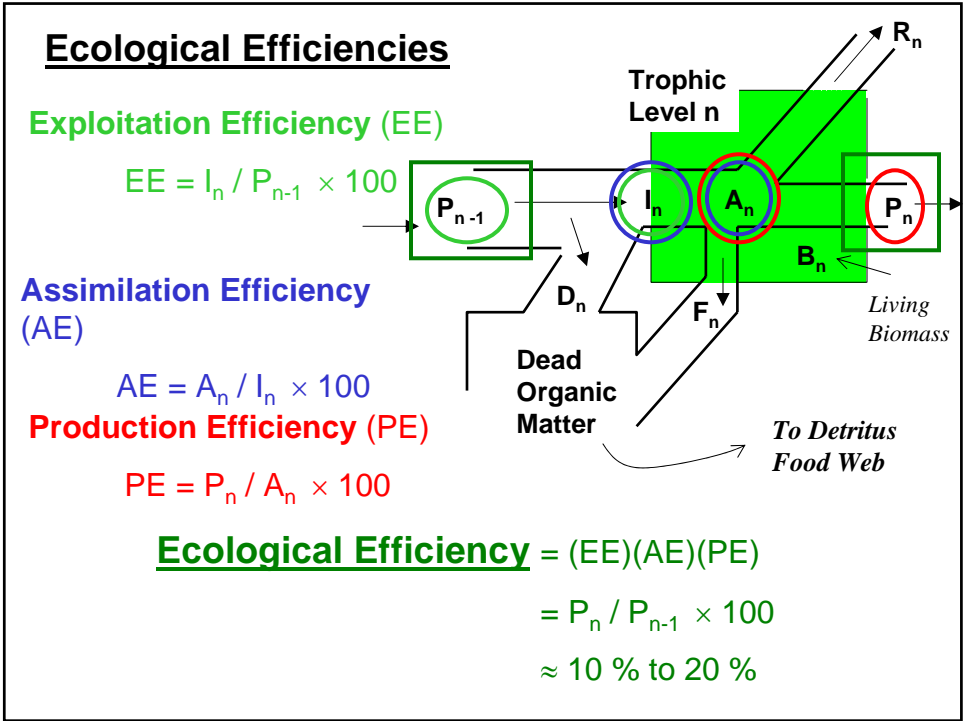 Ecological Efficiencies
Exploitation Efficiency (EE)
EE = Iₙ / Pₙ₋₁ × 100
Assimilation Efficiency
(AE)
AE = Aₙ / Iₙ × 100
Production Efficiency (PE)
PE = Pₙ / Aₙ × 100
Trophic
Level n
Rₙ
Pₙ₋₁
Iₙ
Aₙ
Pₙ
Bₙ
Dₙ
Fₙ
Living
Biomass
Dead
Organic
Matter
To Detritus
Food Web
Ecological Efficiency = (EE)(AE)(PE)
= Pₙ / Pₙ₋₁ × 100
≈ 10 % to 20 %